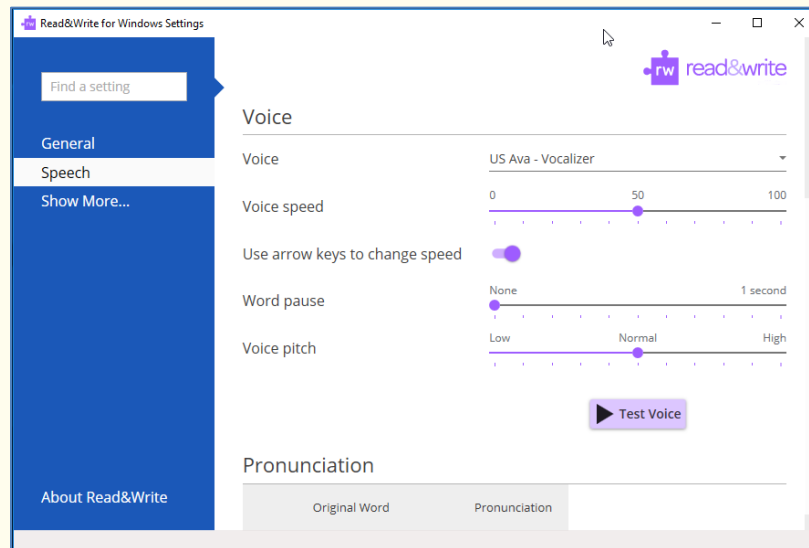 rw Read&Write for Windows Settings
rw read&write
Find a setting
General
Speech
Show More...
About Read&Write
Voice
Voice US Ava - Vocalizer
0 50 100
Voice speed
Use arrow keys to change speed
None 1 second
Word pause
Low Normal High
Voice pitch
Test Voice
Pronunciation
Original Word Pronunciation